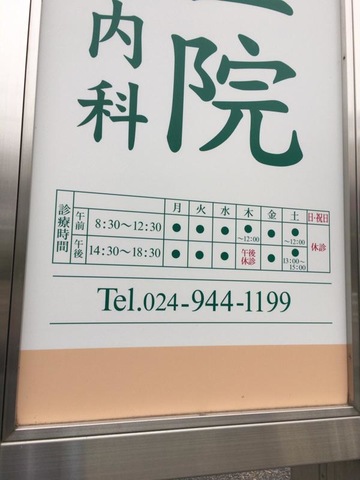 内科
院
診療時間 月 火 水 木 金 土 日・祝日
午前 8:30～12:30 ● ● ● ●～12:00 ● ●～12:00 休診
午後 14:30～18:30 ● ● ● 午後休診 ● ●13:00～15:00
Tel.024-944-1199